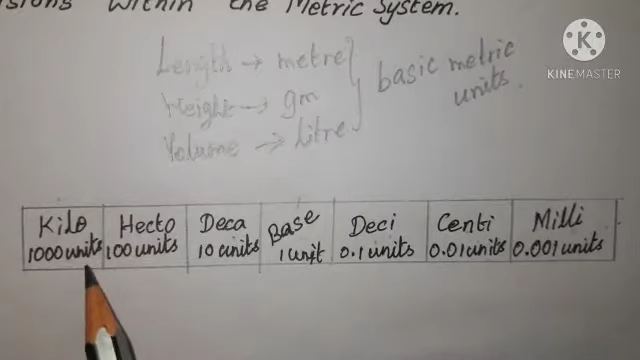 sions Within the Metric System.
Length → metre
Weight → gm
Volume → Litre
basic metric
units.
Kilo Hecto Deca Base Deci Centi Milli
1000 units 100 units 10 units 1 unit 0.1 units 0.01 units 0.001 units
K
KINEMASTER